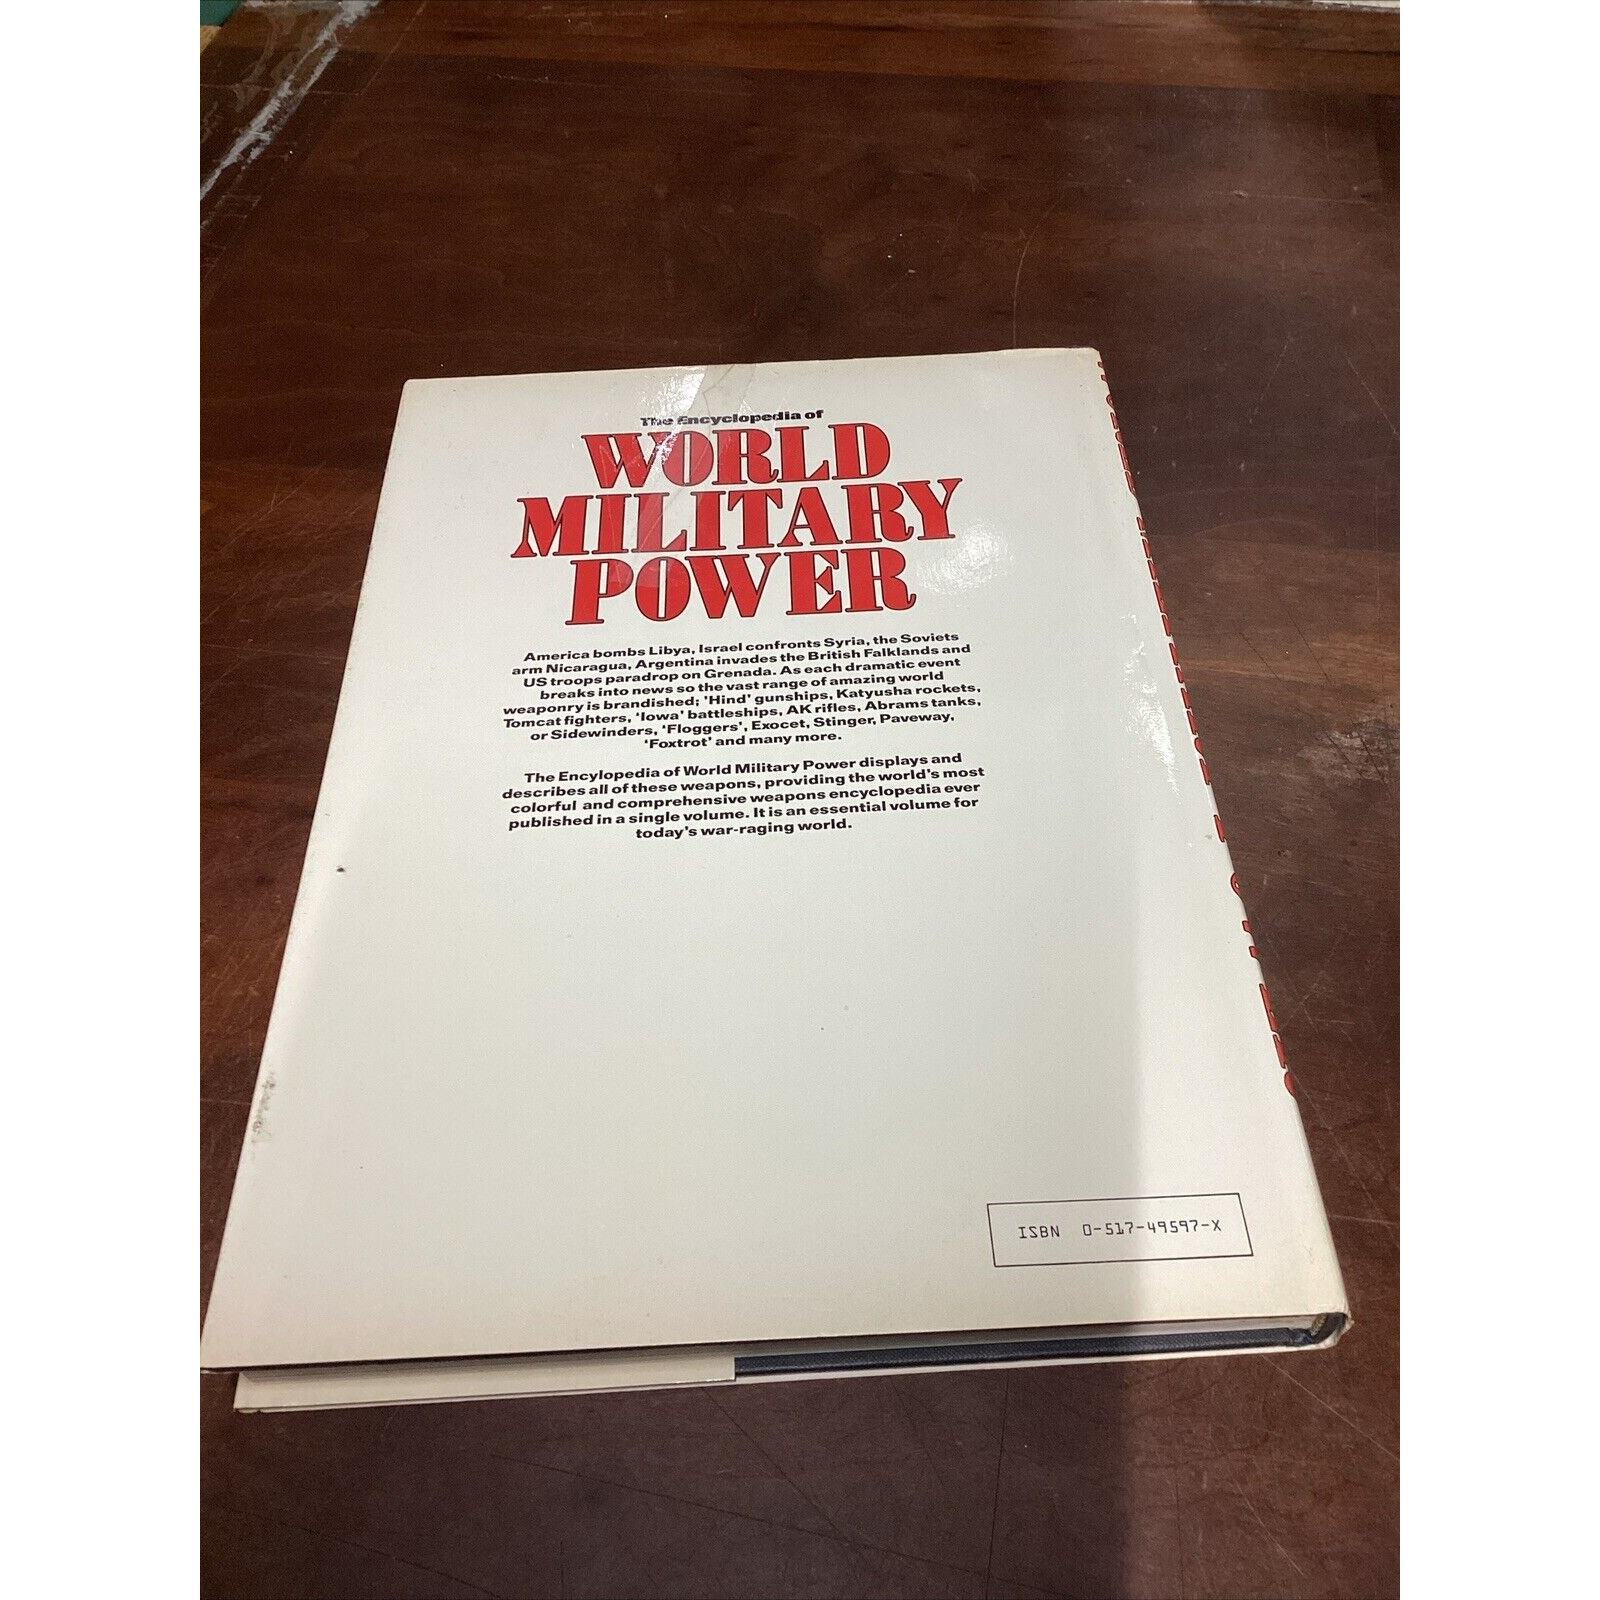 The Encyclopedia of
WORLD
MILITARY
POWER
America bombs Libya, Israel confronts Syria, the Soviets
arm Nicaragua, Argentina invades the British Falklands and
US troops paradrop on Grenada. As each dramatic event
breaks into news so the vast range of amazing world
weaponry is brandished; 'Hind' gunships, Katyusha rockets,
Tomcat fighters, 'Iowa' battleships, AK rifles, Abrams tanks,
or Sidewinders, 'Floggers', Exocet, Stinger, Paveway,
'Foxtrot' and many more.
The Encylopedia of World Military Power displays and
describes all of these weapons, providing the world's most
colorful and comprehensive weapons encyclopedia ever
published in a single volume. It is an essential volume for
today's war-raging world.
ISBN 0-517-49597-X